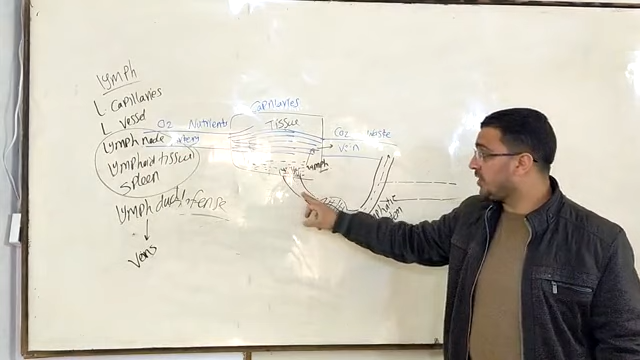 lymph
L Capillaries
L Vessel
lymph node
lymphoid tissue
spleen
lymph duct
defense
veins
Capillaries
O2 Nutrients
artery
Tissue
CO2 waste
Vein
lymph